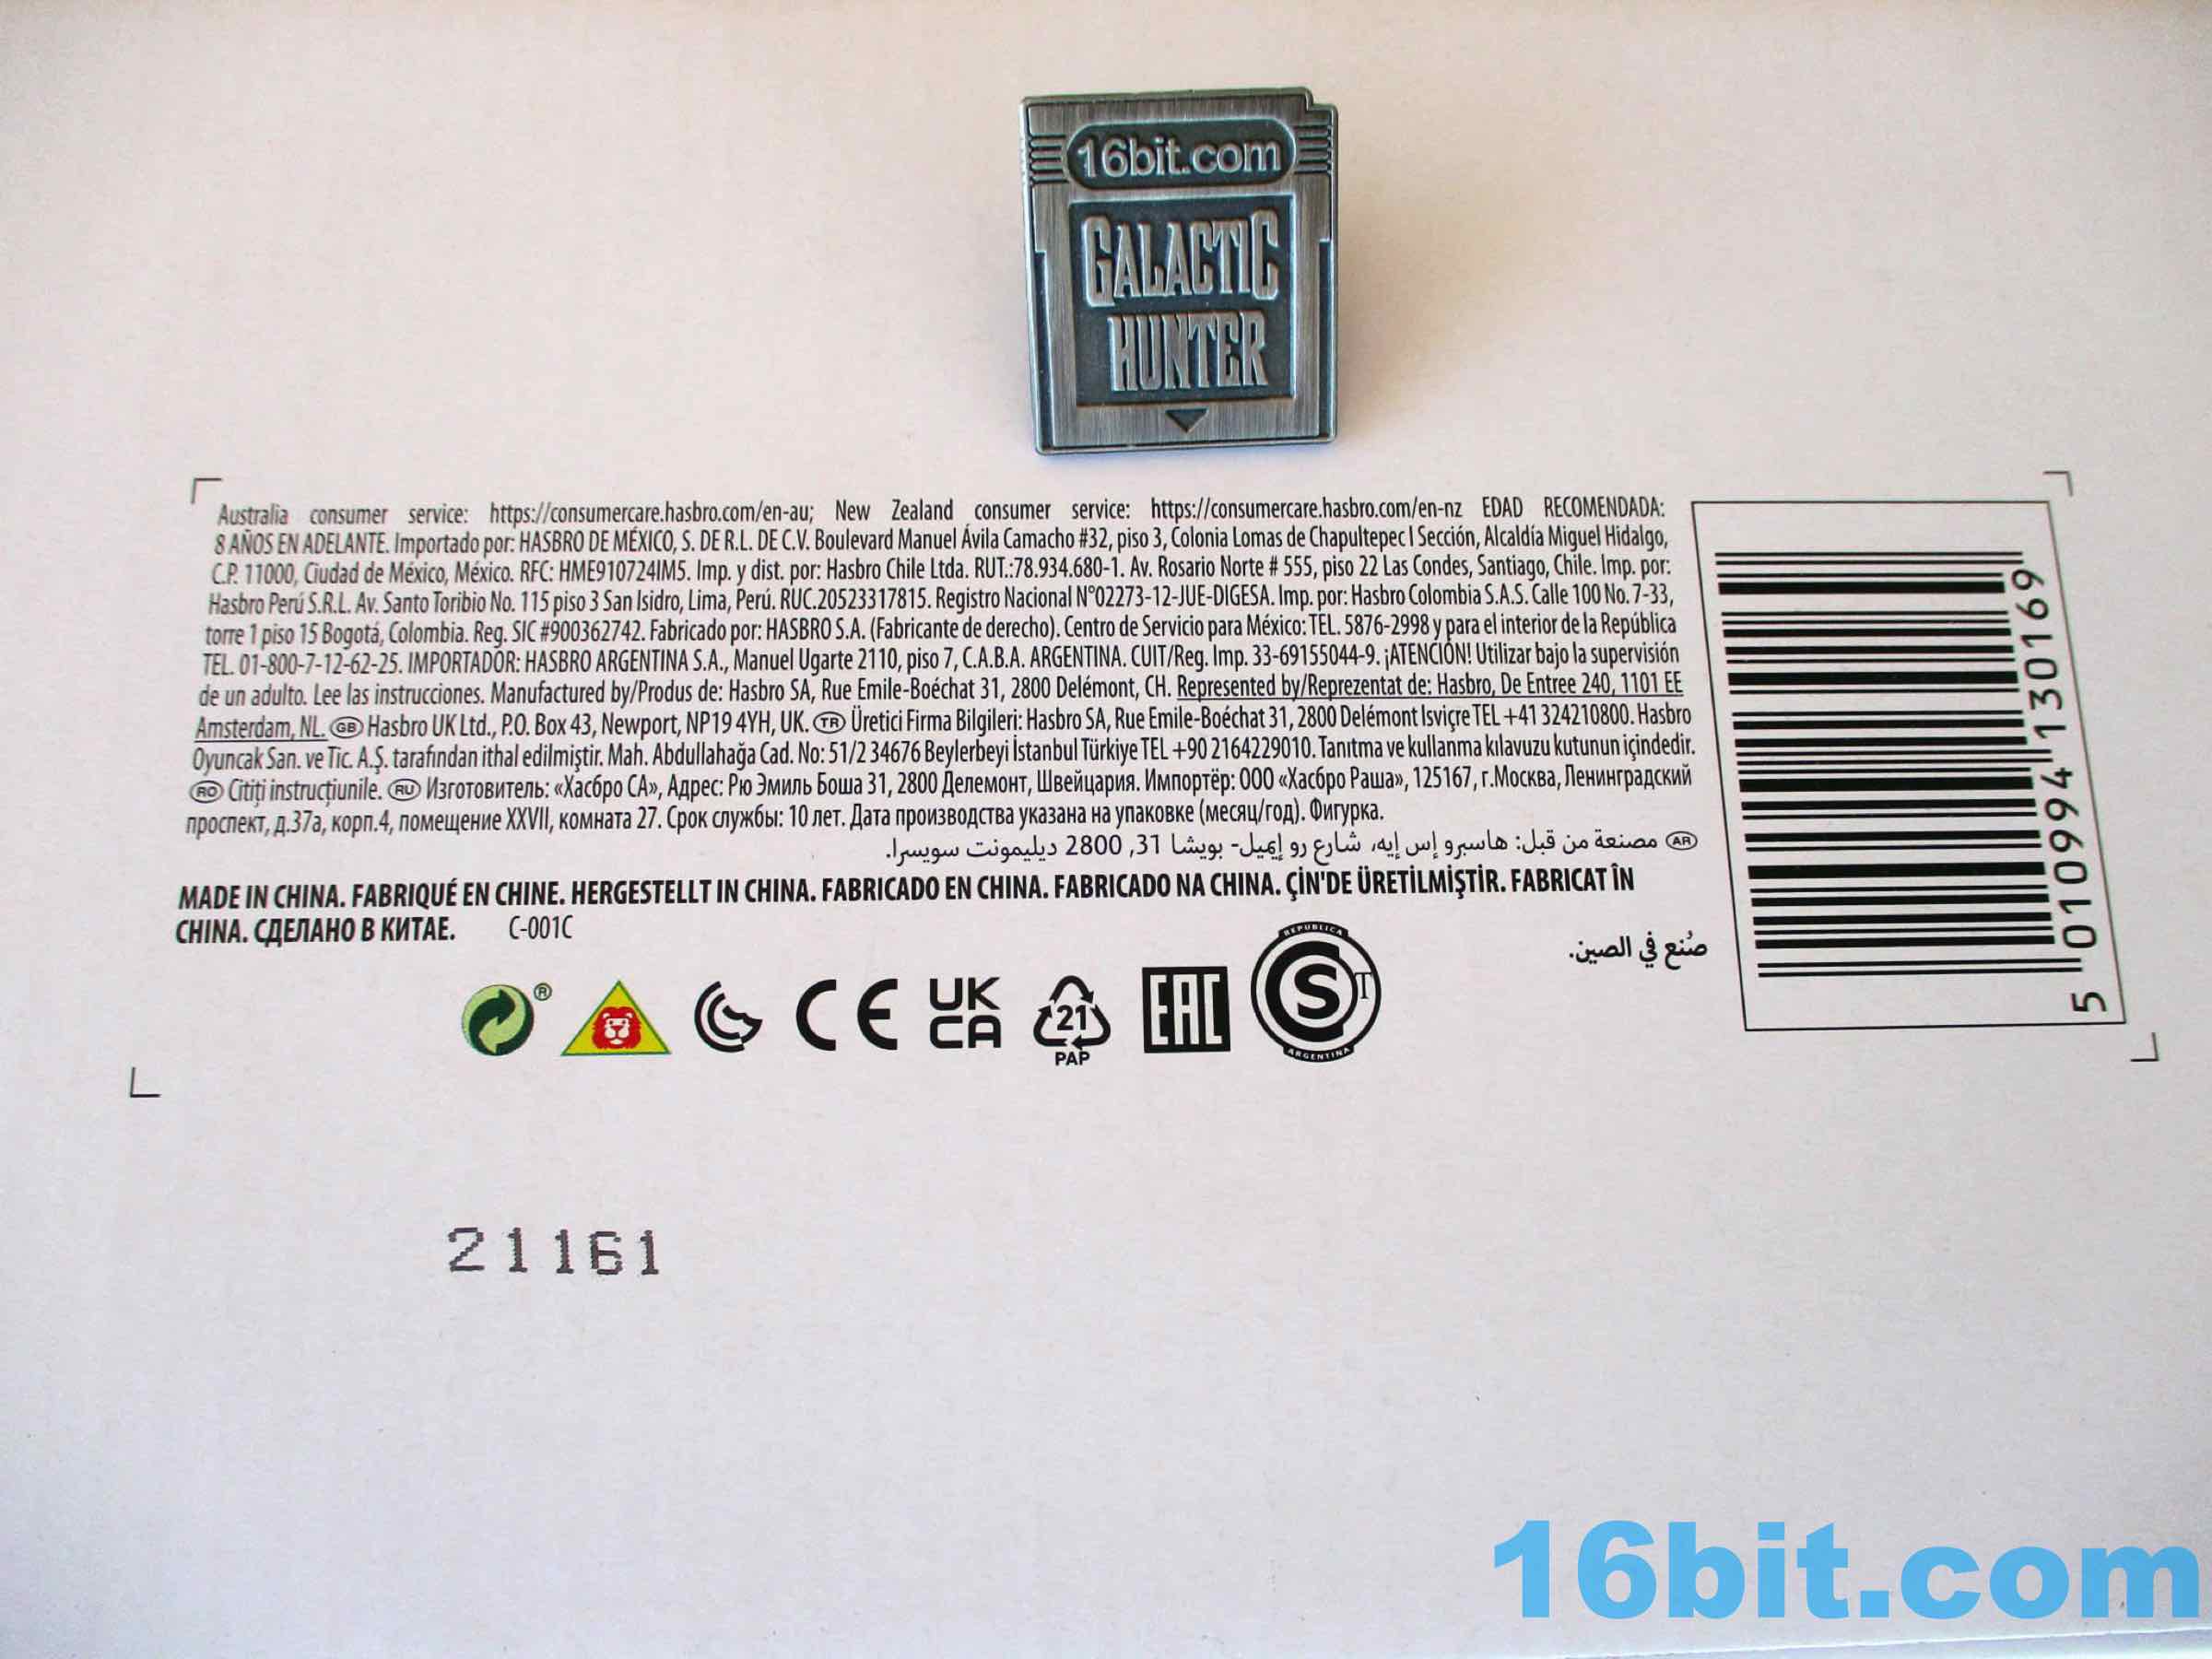 16bit.com
GALACTIC
HUNTER
Australia consumer service: https://consumercare.hasbro.com/en-au; New Zealand consumer service: https://consumercare.hasbro.com/en-nz EDAD RECOMENDADA:
8 AÑOS EN ADELANTE. Importado por: HASBRO DE MÉXICO, S. DE R.L. DE C.V. Boulevard Manuel Ávila Camacho #32, piso 3, Colonia Lomas de Chapultepec I Sección, Alcaldía Miguel Hidalgo,
C.P. 11000, Ciudad de México, México. RFC: HME910724IM5. Imp. y dist. por: Hasbro Chile Ltda. RUT.:78.934.680-1. Av. Rosario Norte # 555, piso 22 Las Condes, Santiago, Chile. Imp. por:
Hasbro Perú S.R.L. Av. Santo Toribio No. 115 piso 3 San Isidro, Lima, Perú. RUC.20523317815. Registro Nacional N°02273-12-JUE-DIGESA. Imp. por: Hasbro Colombia S.A.S. Calle 100 No. 7-33,
torre 1 piso 15 Bogotá, Colombia. Reg. SIC #900362742. Fabricado por: HASBRO S.A. (Fabricante de derecho). Centro de Servicio para México: TEL. 5876-2998 y para el interior de la República
TEL. 01-800-7-12-62-25. IMPORTADOR: HASBRO ARGENTINA S.A., Manuel Ugarte 2110, piso 7, C.A.B.A. ARGENTINA. CUIT/Reg. Imp. 33-69155044-9. ¡ATENCIÓN! Utilizar bajo la supervisión
de un adulto. Lee las instrucciones. Manufactured by/Produs de: Hasbro SA, Rue Emile-Boéchat 31, 2800 Delémont, CH. Represented by/Reprezentat de: Hasbro, De Entree 240, 1101 EE
Amsterdam, NL. GB Hasbro UK Ltd., P.O. Box 43, Newport, NP19 4YH, UK. TR Üretici Firma Bilgileri: Hasbro SA, Rue Emile-Boéchat 31, 2800 Delémont Isviçre TEL +41 324210800. Hasbro
Oyuncak San. ve Tic. A.Ş. tarafından ithal edilmiştir. Mah. Abdullahağa Cad. No: 51/2 34676 Beylerbeyi İstanbul Türkiye TEL +90 2164229010. Tanıtma ve kullanma kılavuzu kutunun içindedir.
RO Citiți instrucțiunile. RU Изготовитель: «Хасбро СА», Адрес: Рю Эмиль Боша 31, 2800 Делемонт, Швейцария. Импортёр: ООО «Хасбро Раша», 125167, г.Москва, Ленинградский
проспект, д.37а, корп.4, помещение XXVII, комната 27. Срок службы: 10 лет. Дата производства указана на упаковке (месяц/год). Фигурка.
AR مصنعة من قبل: هاسبرو إس إيه، شارع رو إيميل- بويشا 31, 2800 ديليمونت سويسرا.
MADE IN CHINA. FABRIQUÉ EN CHINE. HERGESTELLT IN CHINA. FABRICADO EN CHINA. FABRICADO NA CHINA. ÇİN'DE ÜRETİLMİŞTİR. FABRICAT ÎN
CHINA. СДЕЛАНО В КИТАЕ. C-001C
صُنع في الصين.
5 010994 130169
® CE UK CA 21 PAP EAC REPUBLICA S T ARGENTINA
21161
16bit.com